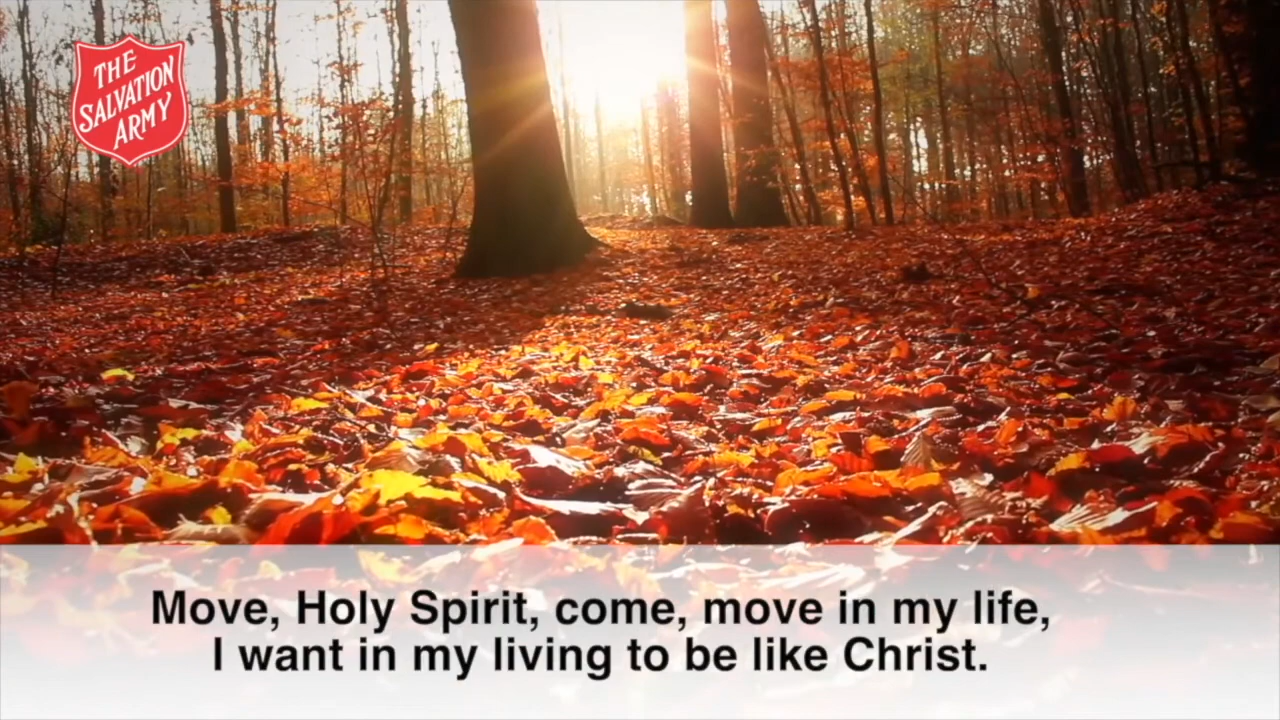 THE
SALVATION
ARMY
Move, Holy Spirit, come, move in my life,
I want in my living to be like Christ.